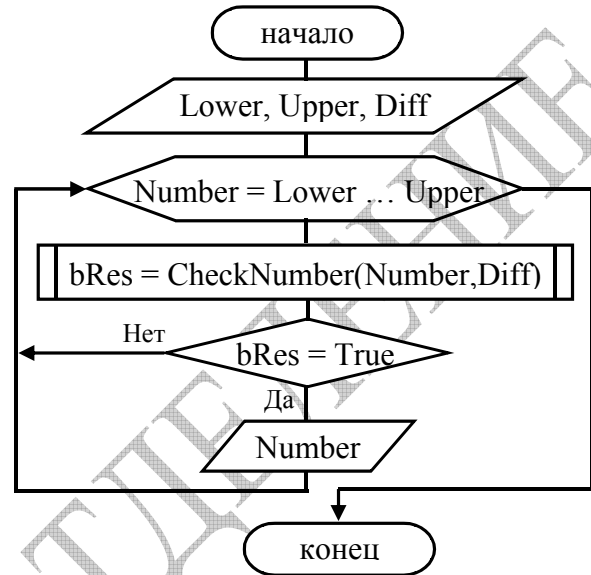 начало
Lower, Upper, Diff
Number = Lower … Upper
bRes = CheckNumber(Number,Diff)
Нет
bRes = True
Да
Number
конец